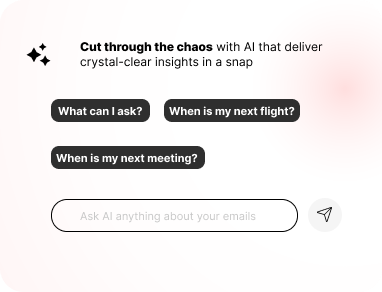 Cut through the chaos with AI that deliver
crystal-clear insights in a snap
What can I ask?
When is my next flight?
When is my next meeting?
Ask AI anything about your emails